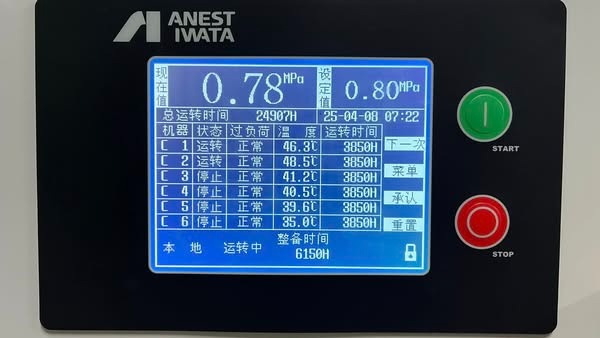 ANEST
IWATA
现在值 0.78MPa 设定值 0.80MPa
总运转时间 24907H 25-04-08 07:22
机器 状态 过负荷 温 度 运转时间 下一次
C 1 运转 正常 46.3℃ 3850H
C 2 运转 正常 48.5℃ 3850H 菜单
C 3 停止 正常 41.2℃ 3850H
C 4 停止 正常 40.5℃ 3850H 承认
C 5 停止 正常 39.6℃ 3850H
C 6 停止 正常 35.0℃ 3850H 重置
本 地 运转中 整备时间
6150H
START
STOP